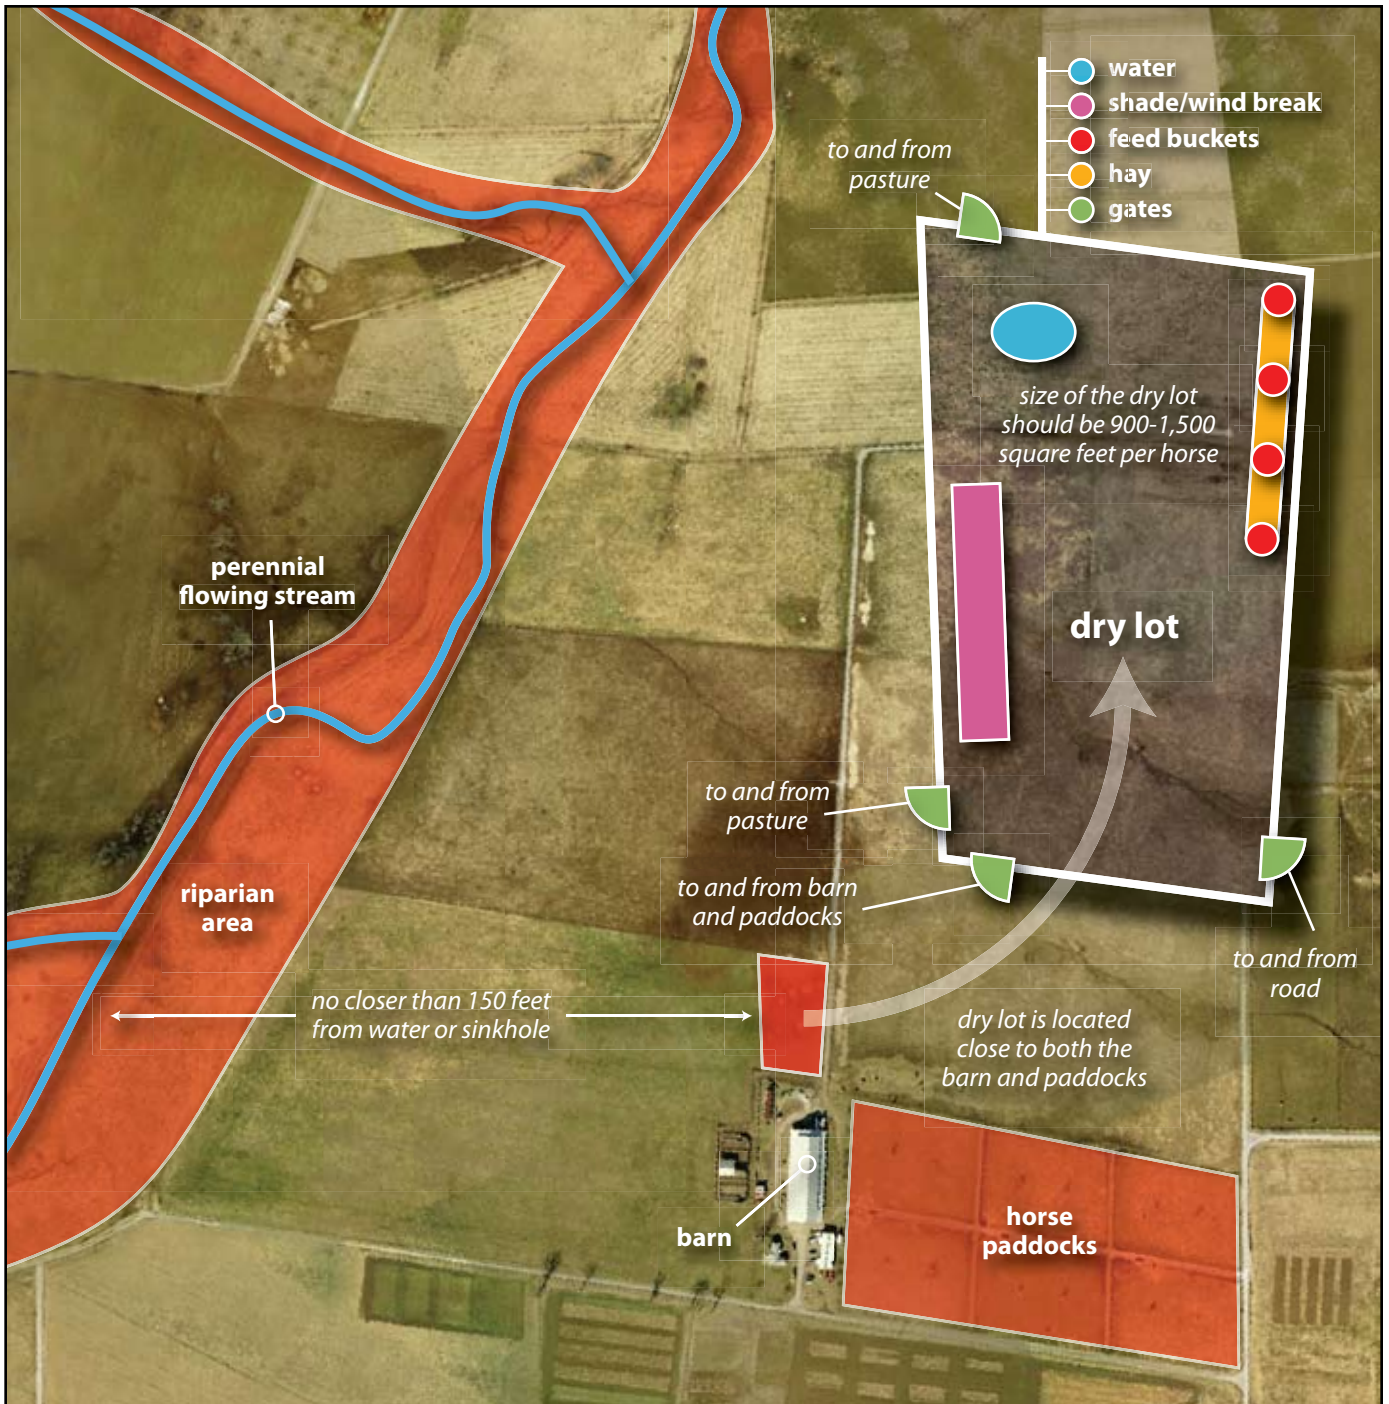 water
shade/wind break
feed buckets
hay
gates
to and from
pasture
size of the dry lot
should be 900-1,500
square feet per horse
perennial
flowing stream
dry lot
to and from
pasture
to and from barn
and paddocks
riparian
area
to and from
road
no closer than 150 feet
from water or sinkhole
dry lot is located
close to both the
barn and paddocks
horse
paddocks
barn